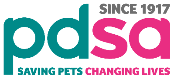 SINCE 1917
pdsa
SAVING PETS CHANGING LIVES